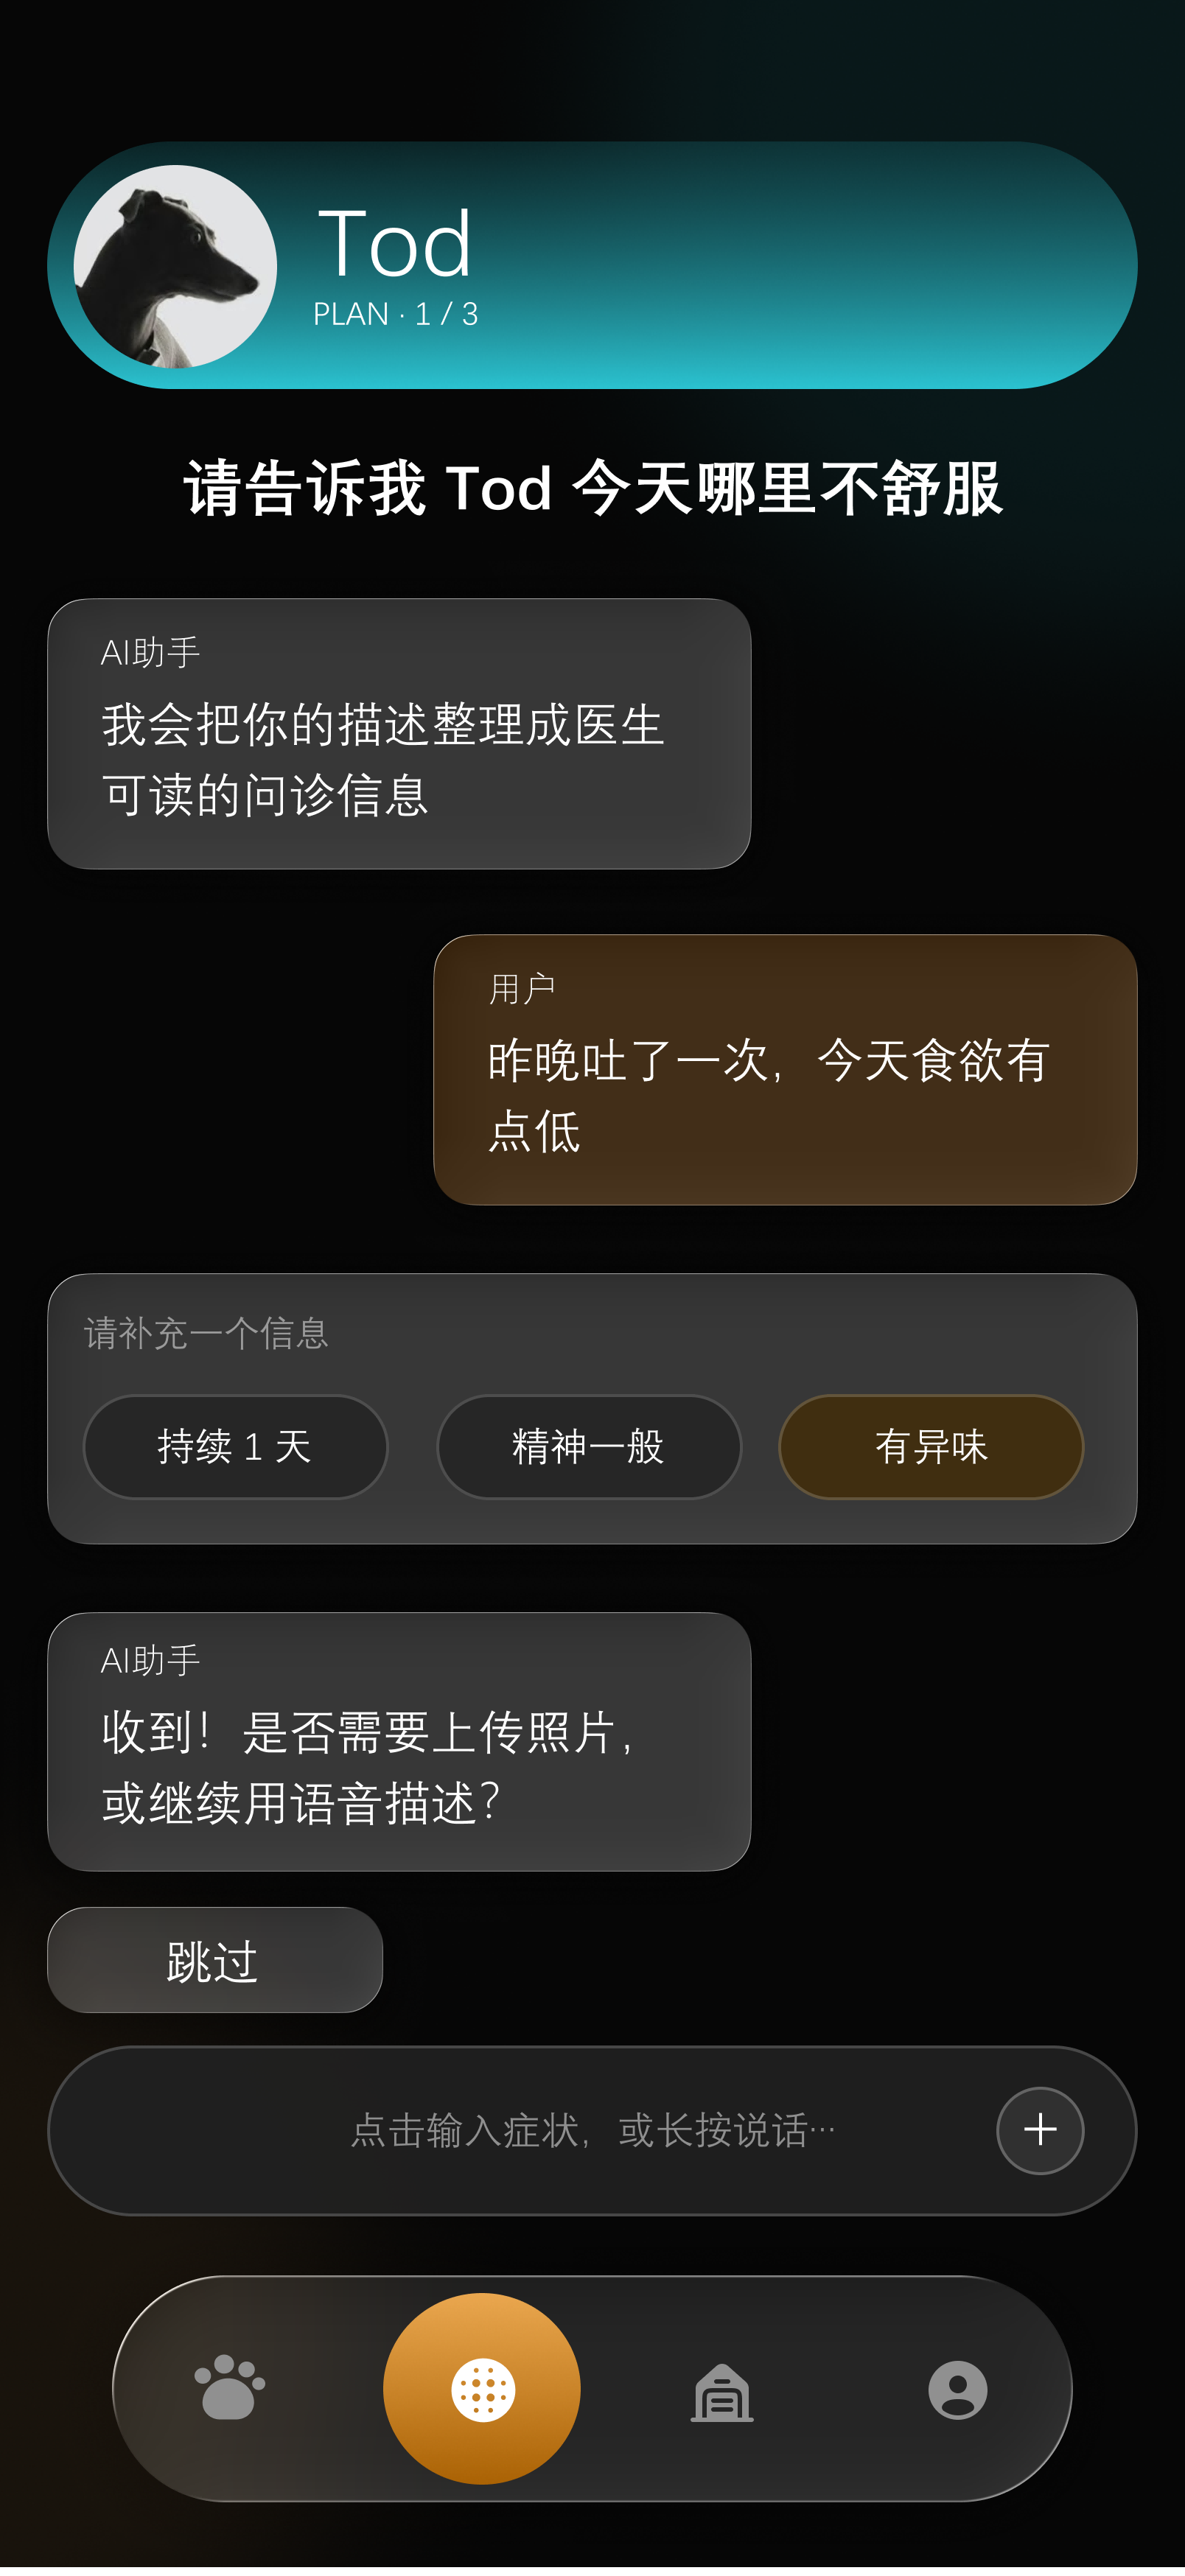 Tod
PLAN · 1 / 3
请告诉我 Tod 今天哪里不舒服
AI助手
我会把你的描述整理成医生
可读的问诊信息
用户
昨晚吐了一次，今天食欲有
点低
请补充一个信息
持续 1 天
精神一般
有异味
AI助手
收到！是否需要上传照片，
或继续用语音描述？
跳过
点击输入症状，或长按说话···